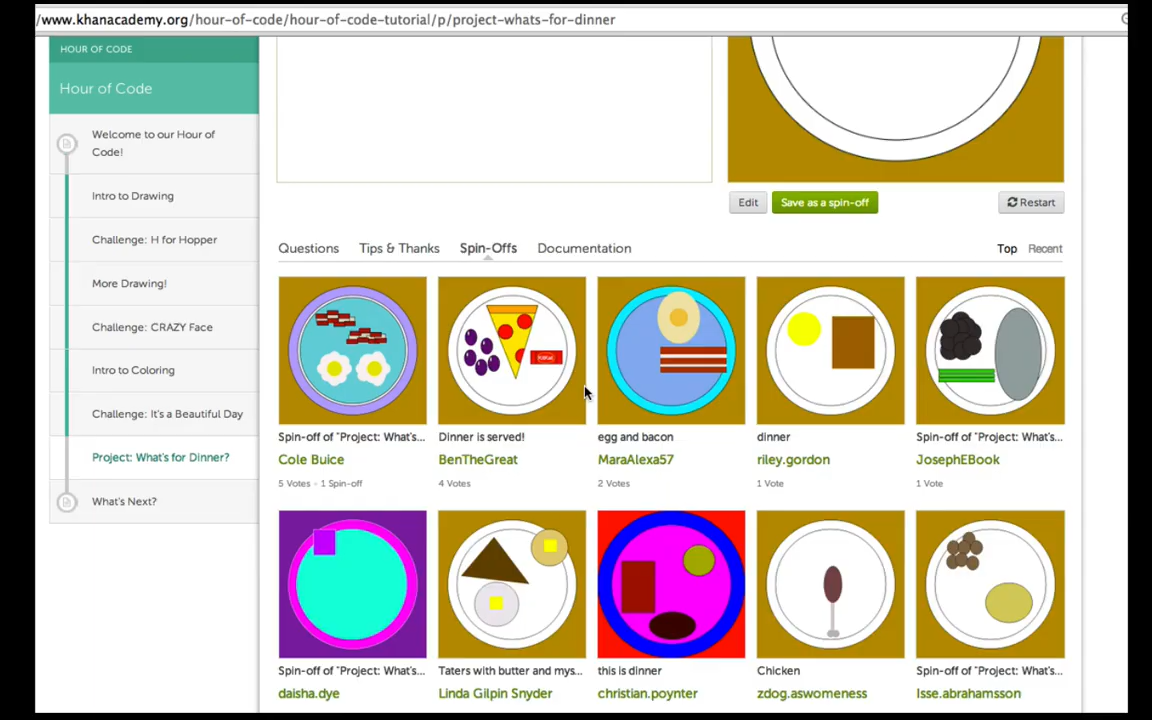 /www.khanacademy.org/hour-of-code/hour-of-code-tutorial/p/project-whats-for-dinner
HOUR OF CODE
Hour of Code
Welcome to our Hour of
Code!
Intro to Drawing
Challenge: H for Hopper
More Drawing!
Challenge: CRAZY Face
Intro to Coloring
Challenge: It's a Beautiful Day
Project: What's for Dinner?
What's Next?
Edit
Save as a spin-off
Restart
Questions Tips & Thanks Spin-Offs Documentation
Top Recent
Spin-off of "Project: What's...
Cole Buice
5 Votes · 1 Spin-off
Dinner is served!
BenTheGreat
4 Votes
egg and bacon
MaraAlexa57
2 Votes
dinner
riley.gordon
1 Vote
Spin-off of "Project: What's...
JosephEBook
1 Vote
Spin-off of "Project: What's...
daisha.dye
Taters with butter and mys...
Linda Gilpin Snyder
this is dinner
christian.poynter
Chicken
zdog.aswomeness
Spin-off of "Project: What's...
Isse.abrahamsson